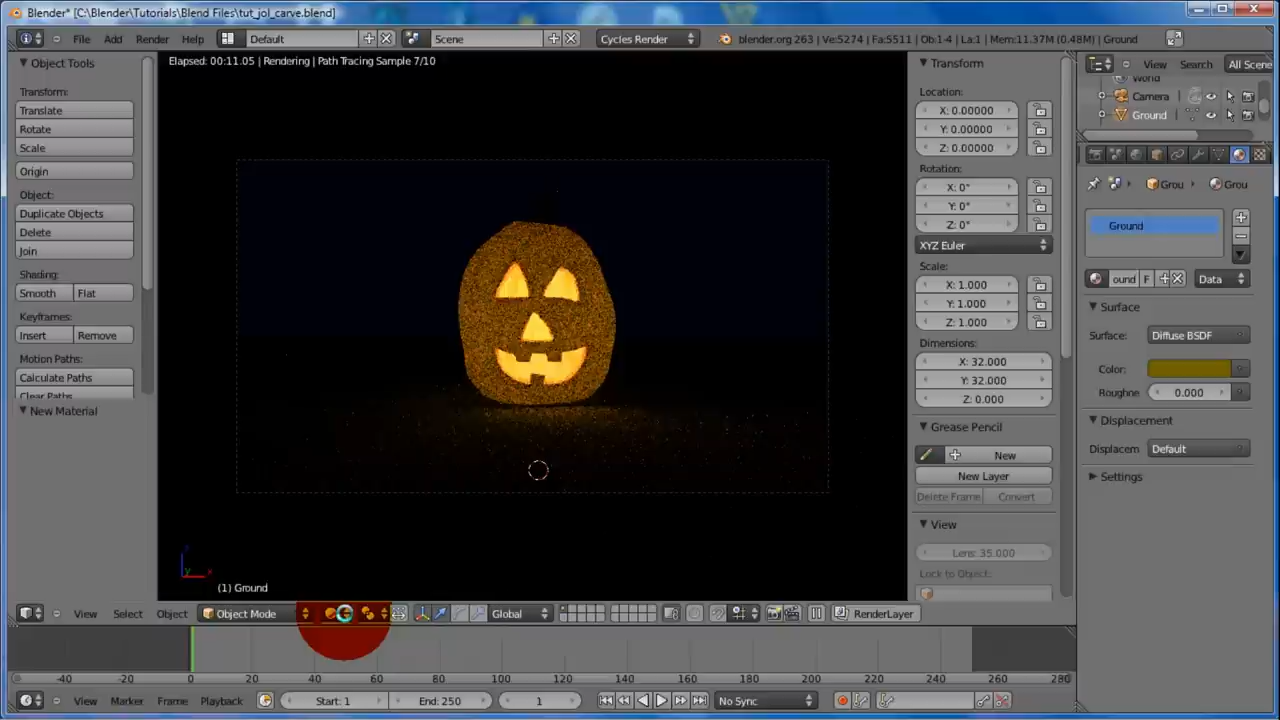 Blender* [C:\Blender\Tutorials\Blend Files\tut_jol_carve.blend]
File Add Render Help Default Scene Cycles Render blender.org 263 | Ve:5274 | Fa:5511 | Ob:1-4 | La:1 | Mem:11.37M (0.48M) | Ground
Object Tools
Transform:
Translate
Rotate
Scale
Origin
Object:
Duplicate Objects
Delete
Join
Shading:
Smooth Flat
Keyframes:
Insert Remove
Motion Paths:
Calculate Paths
Clear Paths
New Material
Elapsed: 00:11.05 | Rendering | Path Tracing Sample 7/10
(1) Ground
Transform
Location:
X: 0.00000
Y: 0.00000
Z: 0.00000
Rotation:
X: 0°
Y: 0°
Z: 0°
XYZ Euler
Scale:
X: 1.000
Y: 1.000
Z: 1.000
Dimensions:
X: 32.000
Y: 32.000
Z: 0.000
Grease Pencil
New
New Layer
Delete Frame Convert
View
Lens: 35.000
Lock to Object:
View Search All Scene
World
Camera
Ground
Grou Grou
Ground
ound F Data
Surface
Surface: Diffuse BSDF
Color:
Roughne 0.000
Displacement
Displacem Default
Settings
View Select Object Object Mode Global RenderLayer
-40 -20 0 20 40 60 80 100 120 140 160 180 200 220 240 260 280
View Marker Frame Playback Start: 1 End: 250 1 No Sync